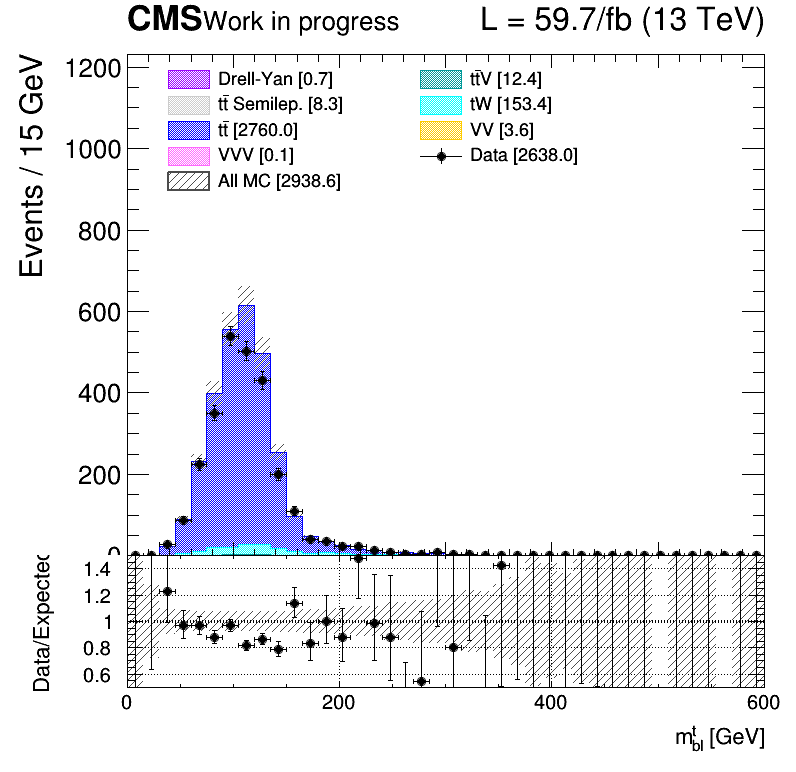 CMS Work in progress L = 59.7/fb (13 TeV)
Events / 15 GeV
1200
1000
800
600
400
200
0
Drell-Yan [0.7]
tt̄ Semilep. [8.3]
tt̄ [2760.0]
VVV [0.1]
All MC [2938.6]
tt̄V [12.4]
tW [153.4]
VV [3.6]
Data [2638.0]
Data/Expected
1.4
1.2
1
0.8
0.6
0 200 400 600
m^t_bl [GeV]